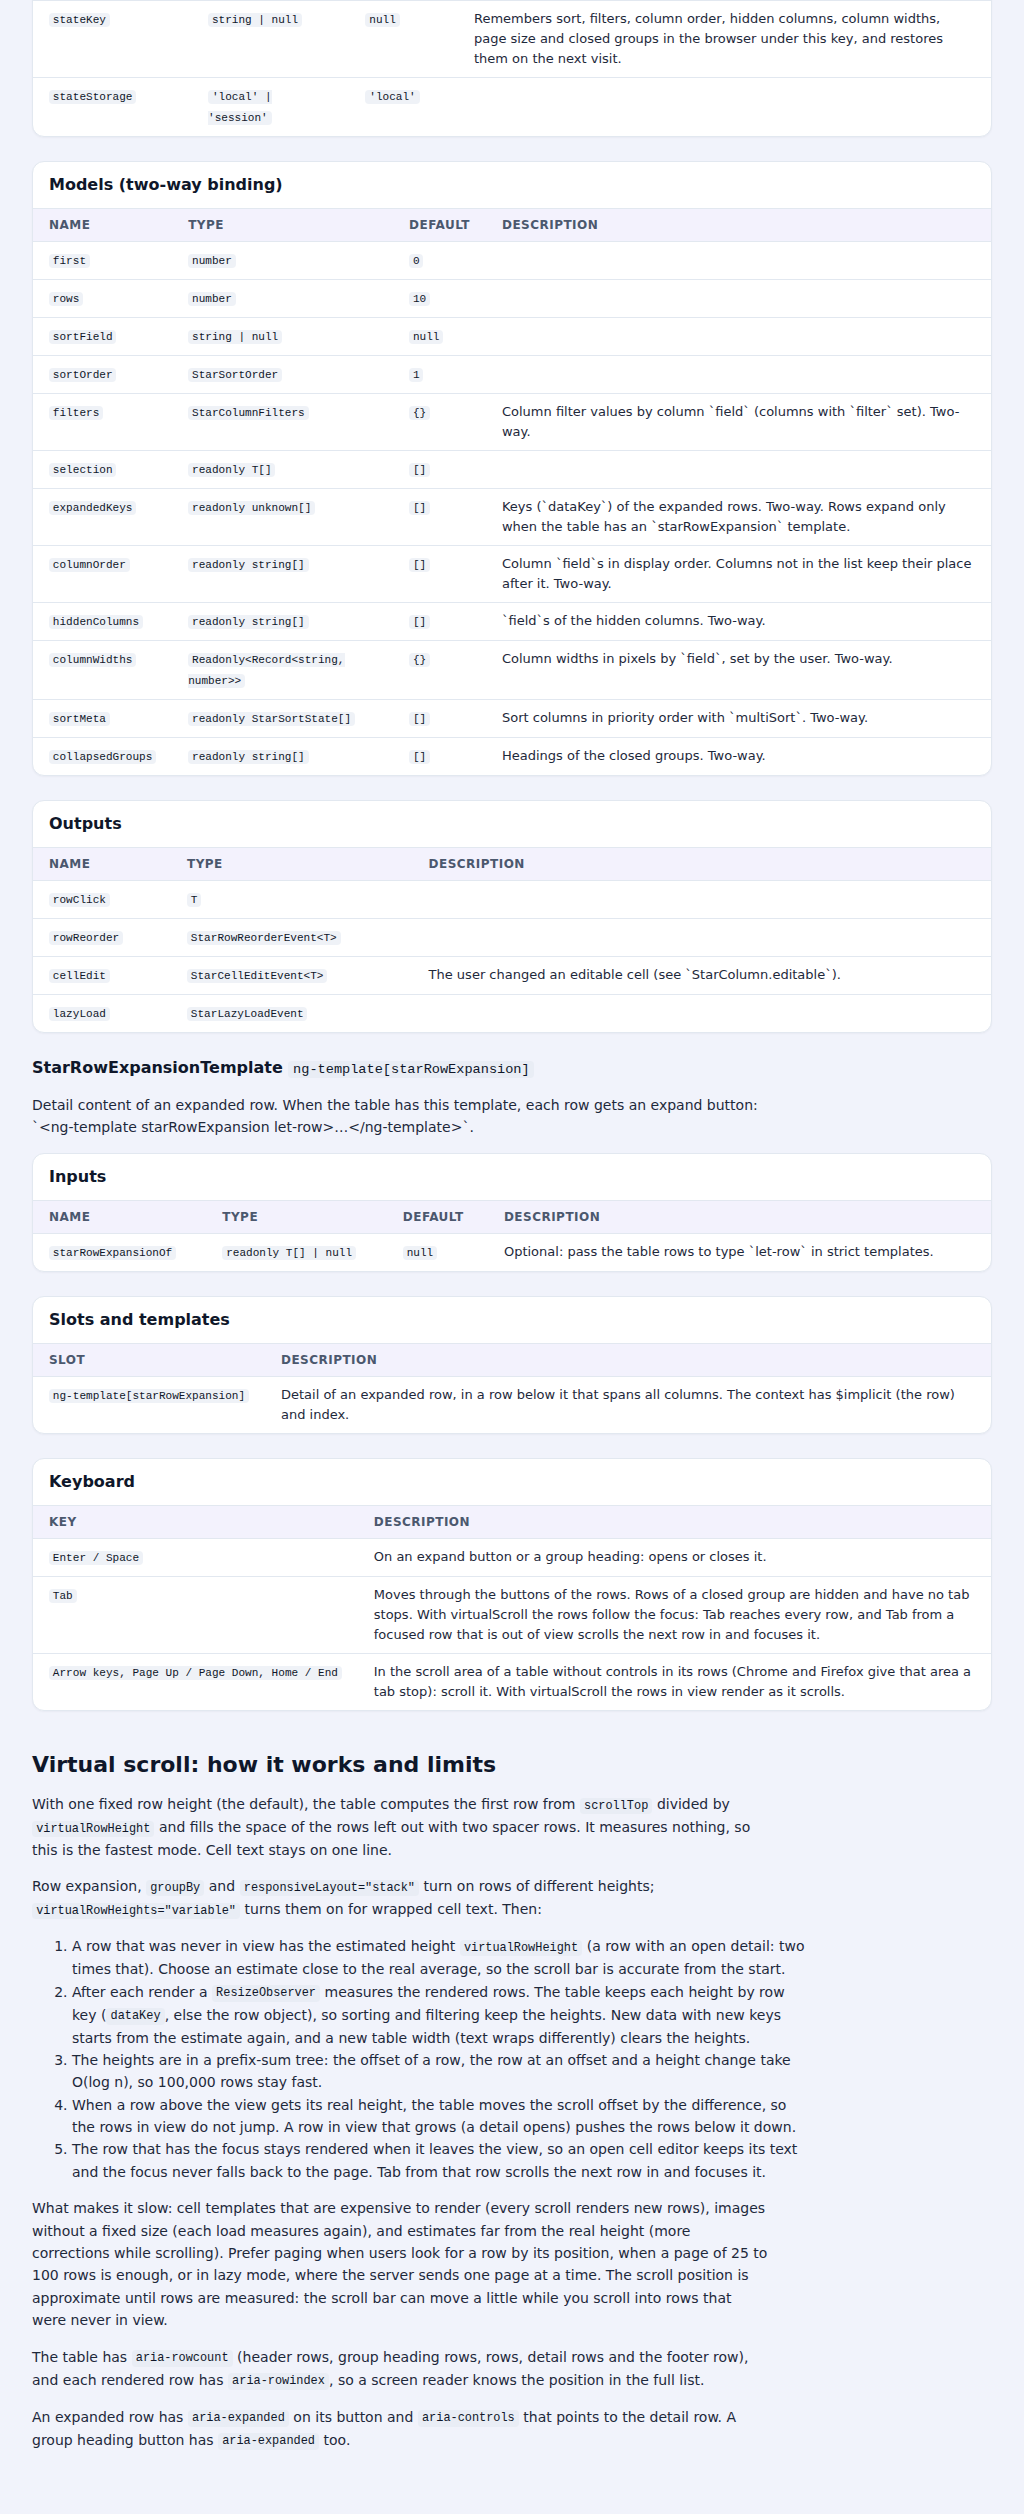 stateKey string | null null Remembers sort, filters, column order, hidden columns, column widths,
page size and closed groups in the browser under this key, and restores
them on the next visit.
stateStorage 'local' | 'local'
'session'
Models (two-way binding)
NAME TYPE DEFAULT DESCRIPTION
first number 0
rows number 10
sortField string | null null
sortOrder StarSortOrder 1
filters StarColumnFilters {} Column filter values by column `field` (columns with `filter` set). Two-
way.
selection readonly T[] []
expandedKeys readonly unknown[] [] Keys (`dataKey`) of the expanded rows. Two-way. Rows expand only
when the table has an `starRowExpansion` template.
columnOrder readonly string[] [] Column `field`s in display order. Columns not in the list keep their place
after it. Two-way.
hiddenColumns readonly string[] [] `field`s of the hidden columns. Two-way.
columnWidths Readonly<Record<string, {} Column widths in pixels by `field`, set by the user. Two-way.
number>>
sortMeta readonly StarSortState[] [] Sort columns in priority order with `multiSort`. Two-way.
collapsedGroups readonly string[] [] Headings of the closed groups. Two-way.
Outputs
NAME TYPE DESCRIPTION
rowClick T
rowReorder StarRowReorderEvent<T>
cellEdit StarCellEditEvent<T> The user changed an editable cell (see `StarColumn.editable`).
lazyLoad StarLazyLoadEvent
StarRowExpansionTemplate ng-template[starRowExpansion]
Detail content of an expanded row. When the table has this template, each row gets an expand button:
`<ng-template starRowExpansion let-row>…</ng-template>`.
Inputs
NAME TYPE DEFAULT DESCRIPTION
starRowExpansionOf readonly T[] | null null Optional: pass the table rows to type `let-row` in strict templates.
Slots and templates
SLOT DESCRIPTION
ng-template[starRowExpansion] Detail of an expanded row, in a row below it that spans all columns. The context has $implicit (the row)
and index.
Keyboard
KEY DESCRIPTION
Enter / Space On an expand button or a group heading: opens or closes it.
Tab Moves through the buttons of the rows. Rows of a closed group are hidden and have no tab
stops. With virtualScroll the rows follow the focus: Tab reaches every row, and Tab from a
focused row that is out of view scrolls the next row in and focuses it.
Arrow keys, Page Up / Page Down, Home / End In the scroll area of a table without controls in its rows (Chrome and Firefox give that area a
tab stop): scroll it. With virtualScroll the rows in view render as it scrolls.
Virtual scroll: how it works and limits
With one fixed row height (the default), the table computes the first row from scrollTop divided by
virtualRowHeight and fills the space of the rows left out with two spacer rows. It measures nothing, so
this is the fastest mode. Cell text stays on one line.
Row expansion, groupBy and responsiveLayout="stack" turn on rows of different heights;
virtualRowHeights="variable" turns them on for wrapped cell text. Then:
1. A row that was never in view has the estimated height virtualRowHeight (a row with an open detail: two
times that). Choose an estimate close to the real average, so the scroll bar is accurate from the start.
2. After each render a ResizeObserver measures the rendered rows. The table keeps each height by row
key ( dataKey , else the row object), so sorting and filtering keep the heights. New data with new keys
starts from the estimate again, and a new table width (text wraps differently) clears the heights.
3. The heights are in a prefix-sum tree: the offset of a row, the row at an offset and a height change take
O(log n), so 100,000 rows stay fast.
4. When a row above the view gets its real height, the table moves the scroll offset by the difference, so
the rows in view do not jump. A row in view that grows (a detail opens) pushes the rows below it down.
5. The row that has the focus stays rendered when it leaves the view, so an open cell editor keeps its text
and the focus never falls back to the page. Tab from that row scrolls the next row in and focuses it.
What makes it slow: cell templates that are expensive to render (every scroll renders new rows), images
without a fixed size (each load measures again), and estimates far from the real height (more
corrections while scrolling). Prefer paging when users look for a row by its position, when a page of 25 to
100 rows is enough, or in lazy mode, where the server sends one page at a time. The scroll position is
approximate until rows are measured: the scroll bar can move a little while you scroll into rows that
were never in view.
The table has aria-rowcount (header rows, group heading rows, rows, detail rows and the footer row),
and each rendered row has aria-rowindex , so a screen reader knows the position in the full list.
An expanded row has aria-expanded on its button and aria-controls that points to the detail row. A
group heading button has aria-expanded too.